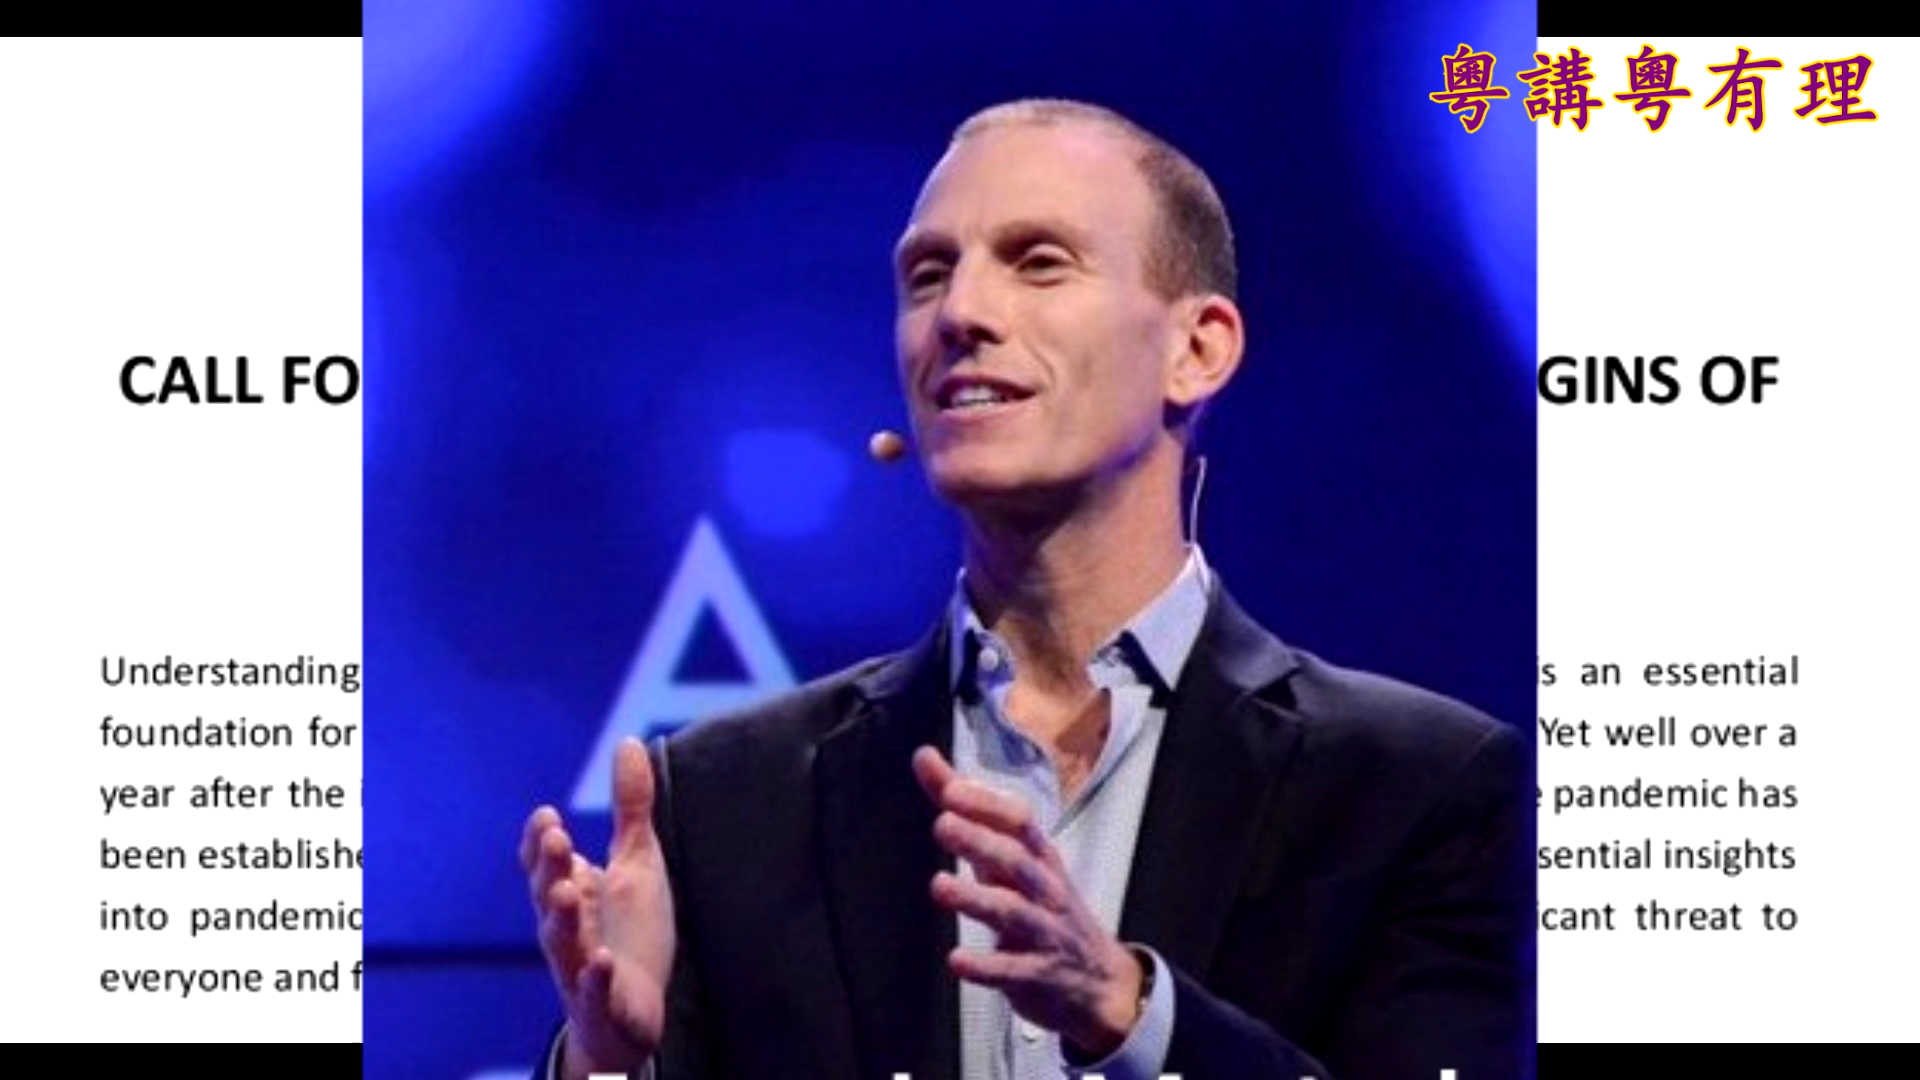 粵講粵有理
CALL FO GINS OF
A
Understanding is an essential
foundation for Yet well over a
year after the pandemic has
been establishe sential insights
into pandemic cant threat to
everyone and f